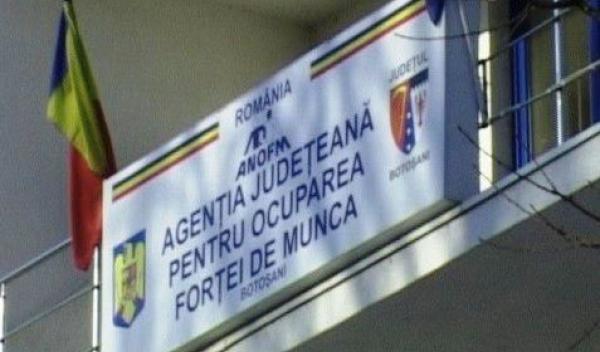 ROMÂNIA
ANOFM
AGENȚIA JUDEȚEANĂ
PENTRU OCUPAREA
FORȚEI DE MUNCA
BOTOȘANI
JUDEȚUL
BOTOȘANI